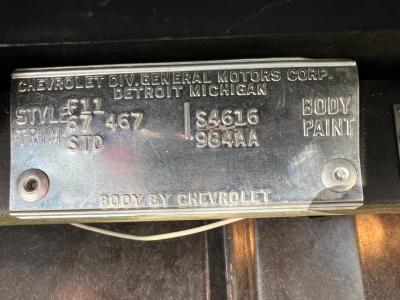 CHEVROLET DIV. GENERAL MOTORS CORP.
DETROIT MICHIGAN
F11
STYLE 67 467 S4616 BODY
TRIM STD 984AA PAINT
BODY BY CHEVROLET